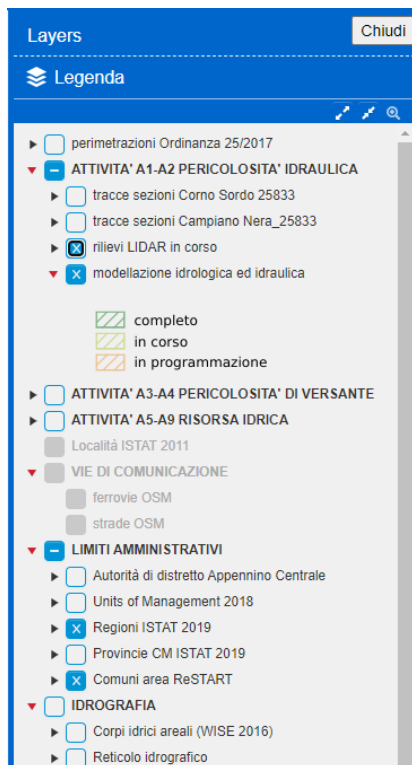 Layers
Chiudi
Legenda
perimetrazioni Ordinanza 25/2017
ATTIVITA' A1-A2 PERICOLOSITA' IDRAULICA
tracce sezioni Corno Sordo 25833
tracce sezioni Campiano Nera_25833
rilievi LIDAR in corso
modellazione idrologica ed idraulica
completo
in corso
in programmazione
ATTIVITA' A3-A4 PERICOLOSITA' DI VERSANTE
ATTIVITA' A5-A9 RISORSA IDRICA
Località ISTAT 2011
VIE DI COMUNICAZIONE
ferrovie OSM
strade OSM
LIMITI AMMINISTRATIVI
Autorità di distretto Appennino Centrale
Units of Management 2018
Regioni ISTAT 2019
Provincie CM ISTAT 2019
Comuni area ReSTART
IDROGRAFIA
Corpi idrici areali (WISE 2016)
Reticolo idrografico